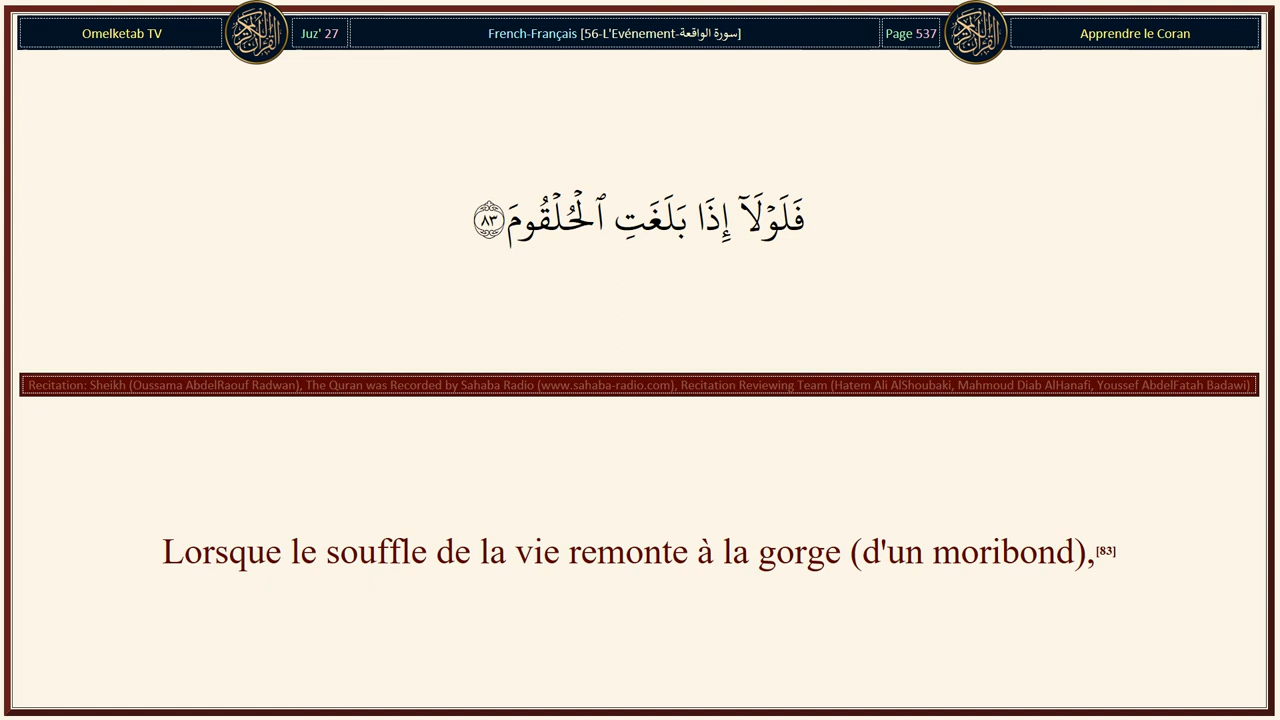 Omelketab TV
Juz' 27
French-Français [56-L'Evénement-سورة الواقعة]
Page 537
Apprendre le Coran
فَلَوۡلَآ إِذَا بَلَغَتِ ٱلۡحُلۡقُومَ ٨٣
Recitation: Sheikh (Oussama AbdelRaouf Radwan), The Quran was Recorded by Sahaba Radio (www.sahaba-radio.com), Recitation Reviewing Team (Hatem Ali AlShoubaki, Mahmoud Diab AlHanafi, Youssef AbdelFatah Badawi)
Lorsque le souffle de la vie remonte à la gorge (d'un moribond),[83]